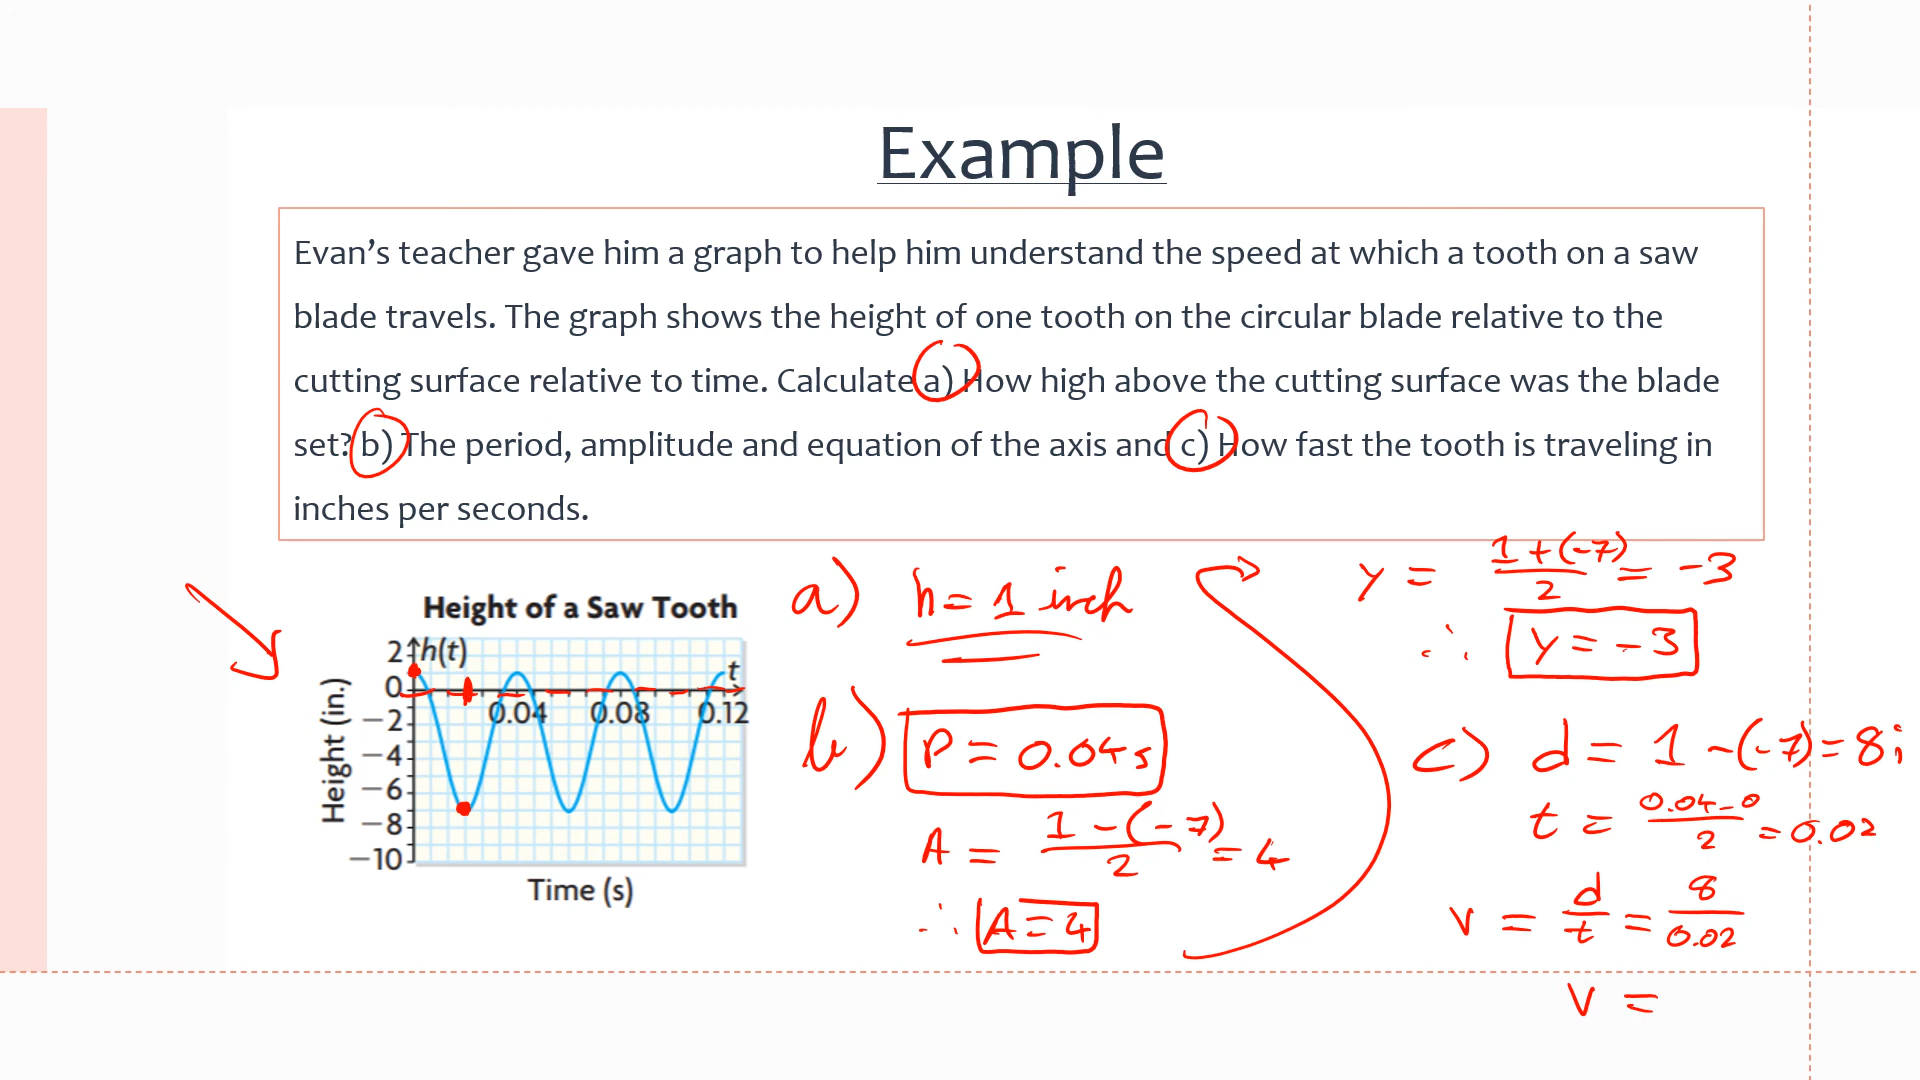 Example
Evan’s teacher gave him a graph to help him understand the speed at which a tooth on a saw
blade travels. The graph shows the height of one tooth on the circular blade relative to the
cutting surface relative to time. Calculate a) How high above the cutting surface was the blade
set? b) The period, amplitude and equation of the axis and c) How fast the tooth is traveling in
inches per seconds.
Height of a Saw Tooth
h(t)
t
2
0
−2
−4
−6
−8
−10
0.04 0.08 0.12
Height (in.)
Time (s)
a) h = 1 inch
b) P = 0.04s
A = (1 - (-7))/2 = 4
∴ A = 4
y = (1 + (-7))/2 = -3
∴ y = -3
c) d = 1 - (-7) = 8i
t = (0.04 - 0)/2 = 0.02
v = d/t = 8/0.02
v =